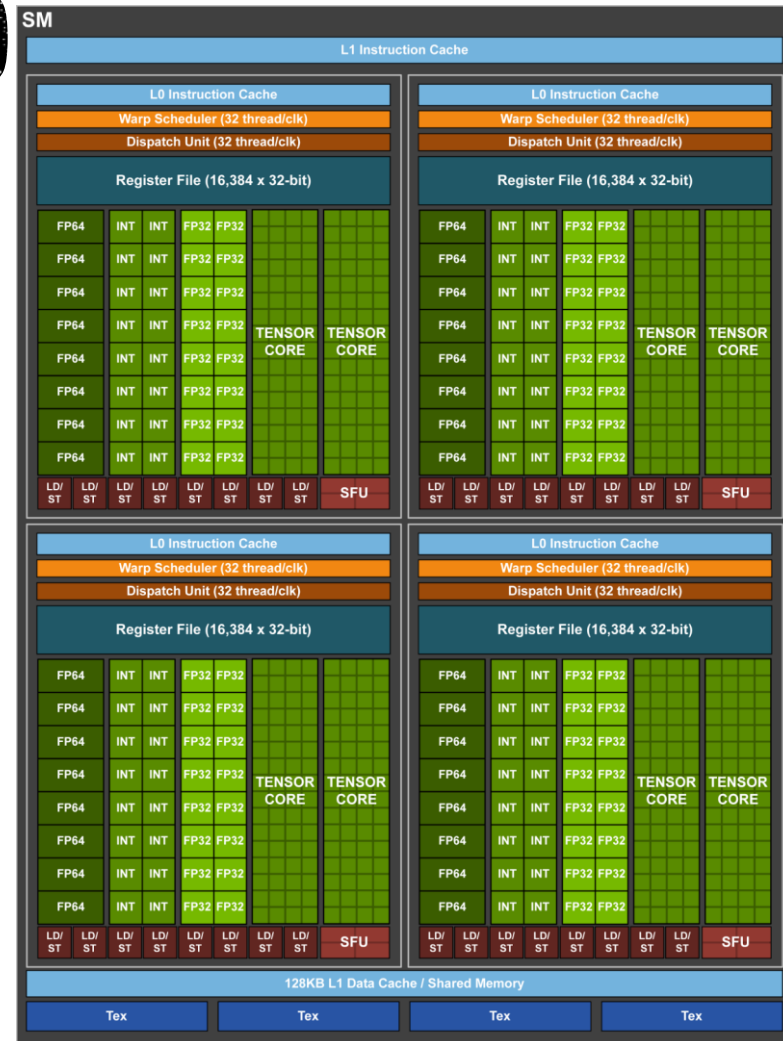 SM
L1 Instruction Cache
L0 Instruction Cache
Warp Scheduler (32 thread/clk)
Dispatch Unit (32 thread/clk)
Register File (16,384 x 32-bit)
FP64 INT INT FP32 FP32
FP64 INT INT FP32 FP32
FP64 INT INT FP32 FP32
FP64 INT INT FP32 FP32
TENSOR CORE TENSOR CORE
FP64 INT INT FP32 FP32
FP64 INT INT FP32 FP32
FP64 INT INT FP32 FP32
FP64 INT INT FP32 FP32
LD/ST LD/ST LD/ST LD/ST LD/ST LD/ST LD/ST LD/ST SFU
L0 Instruction Cache
Warp Scheduler (32 thread/clk)
Dispatch Unit (32 thread/clk)
Register File (16,384 x 32-bit)
FP64 INT INT FP32 FP32
FP64 INT INT FP32 FP32
FP64 INT INT FP32 FP32
FP64 INT INT FP32 FP32
TENSOR CORE TENSOR CORE
FP64 INT INT FP32 FP32
FP64 INT INT FP32 FP32
FP64 INT INT FP32 FP32
FP64 INT INT FP32 FP32
LD/ST LD/ST LD/ST LD/ST LD/ST LD/ST LD/ST LD/ST SFU
L0 Instruction Cache
Warp Scheduler (32 thread/clk)
Dispatch Unit (32 thread/clk)
Register File (16,384 x 32-bit)
FP64 INT INT FP32 FP32
FP64 INT INT FP32 FP32
FP64 INT INT FP32 FP32
FP64 INT INT FP32 FP32
TENSOR CORE TENSOR CORE
FP64 INT INT FP32 FP32
FP64 INT INT FP32 FP32
FP64 INT INT FP32 FP32
FP64 INT INT FP32 FP32
LD/ST LD/ST LD/ST LD/ST LD/ST LD/ST LD/ST LD/ST SFU
L0 Instruction Cache
Warp Scheduler (32 thread/clk)
Dispatch Unit (32 thread/clk)
Register File (16,384 x 32-bit)
FP64 INT INT FP32 FP32
FP64 INT INT FP32 FP32
FP64 INT INT FP32 FP32
FP64 INT INT FP32 FP32
TENSOR CORE TENSOR CORE
FP64 INT INT FP32 FP32
FP64 INT INT FP32 FP32
FP64 INT INT FP32 FP32
FP64 INT INT FP32 FP32
LD/ST LD/ST LD/ST LD/ST LD/ST LD/ST LD/ST LD/ST SFU
128KB L1 Data Cache / Shared Memory
Tex Tex Tex Tex